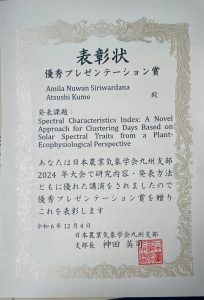 表彰状
優秀プレゼンテーション賞
Amila Nuwan Siriwardana
Atsushi Kume 殿
発表課題：
Spectral Characteristics Index: A Novel
Approach for Clustering Days Based on
Solar Spectral Traits from a Plant-
Ecophysiological Perspective
あなたは日本農業気象学会九州支部
2024 年大会で研究内容・発表方法
ともに優れた講演をされましたので
優秀プレゼンテーション賞を贈り
これを表彰します
令和６年１２月４日
日本農業気象学会九州支部
支部長 神田 英司